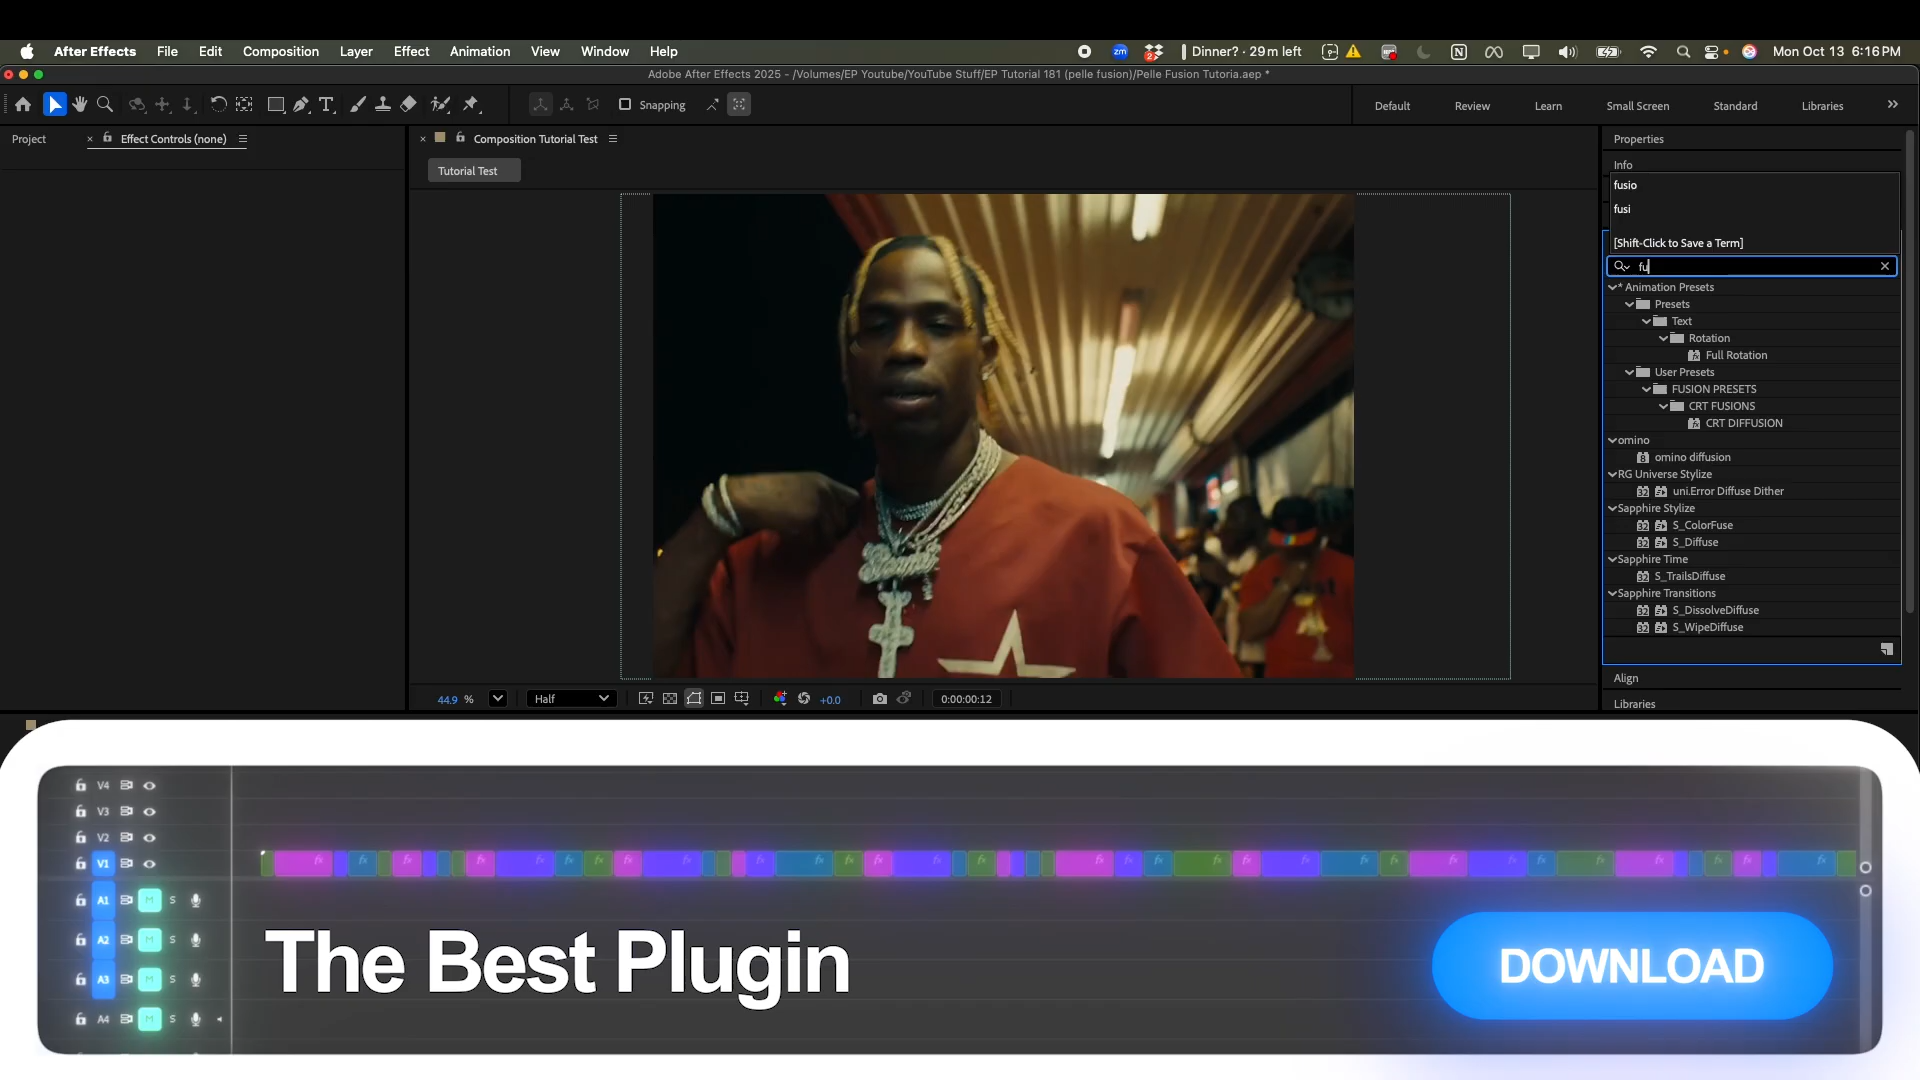 After Effects File Edit Composition Layer Effect Animation View Window Help
zm 2 Dinner? · 29 m left Mon Oct 13 6:16 PM
Adobe After Effects 2025 - /Volumes/EP Youtube/YouTube Stuff/EP Tutorial 181 (pelle fusion)/Pelle Fusion Tutoria.aep *
Snapping
Default Review Learn Small Screen Standard Libraries
Project
Effect Controls (none)
Composition Tutorial Test
Tutorial Test
Properties
Info
fusio
fusi
[Shift-Click to Save a Term]
fu
* Animation Presets
Presets
Text
Rotation
Full Rotation
User Presets
FUSION PRESETS
CRT FUSIONS
CRT DIFFUSION
omino
omino diffusion
RG Universe Stylize
uni.Error Diffuse Dither
Sapphire Stylize
S_ColorFuse
S_Diffuse
Sapphire Time
S_TrailsDiffuse
Sapphire Transitions
S_DissolveDiffuse
S_WipeDiffuse
Align
Libraries
44.9 % Half +0.0 0:00:00:12
V4
V3
V2
V1
A1 M S
A2 M S
A3 M S
A4 M S
The Best Plugin
DOWNLOAD